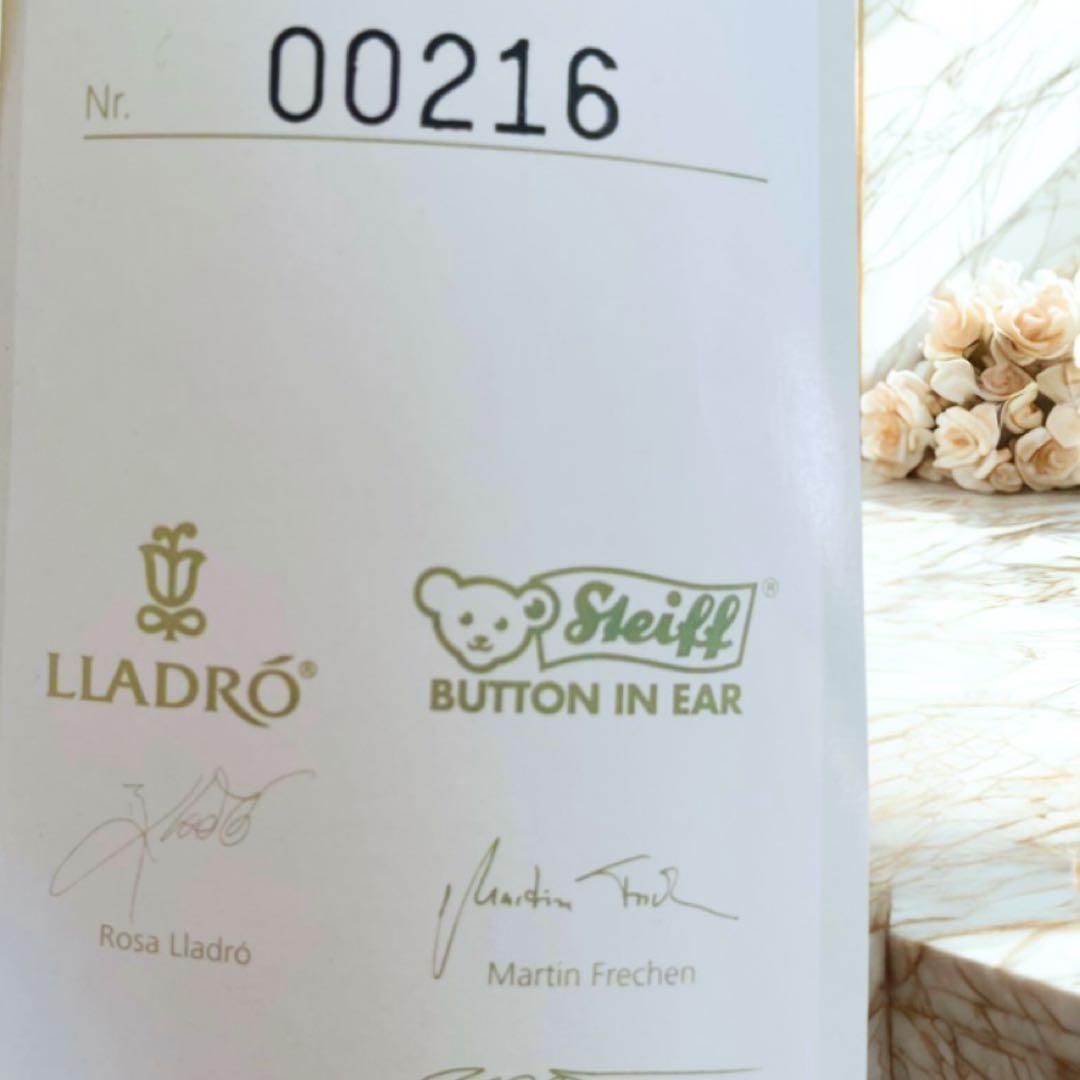 Nr. 00216
LLADRÓ®
Steiff®
BUTTON IN EAR
Rosa Lladró
Martin Frechen